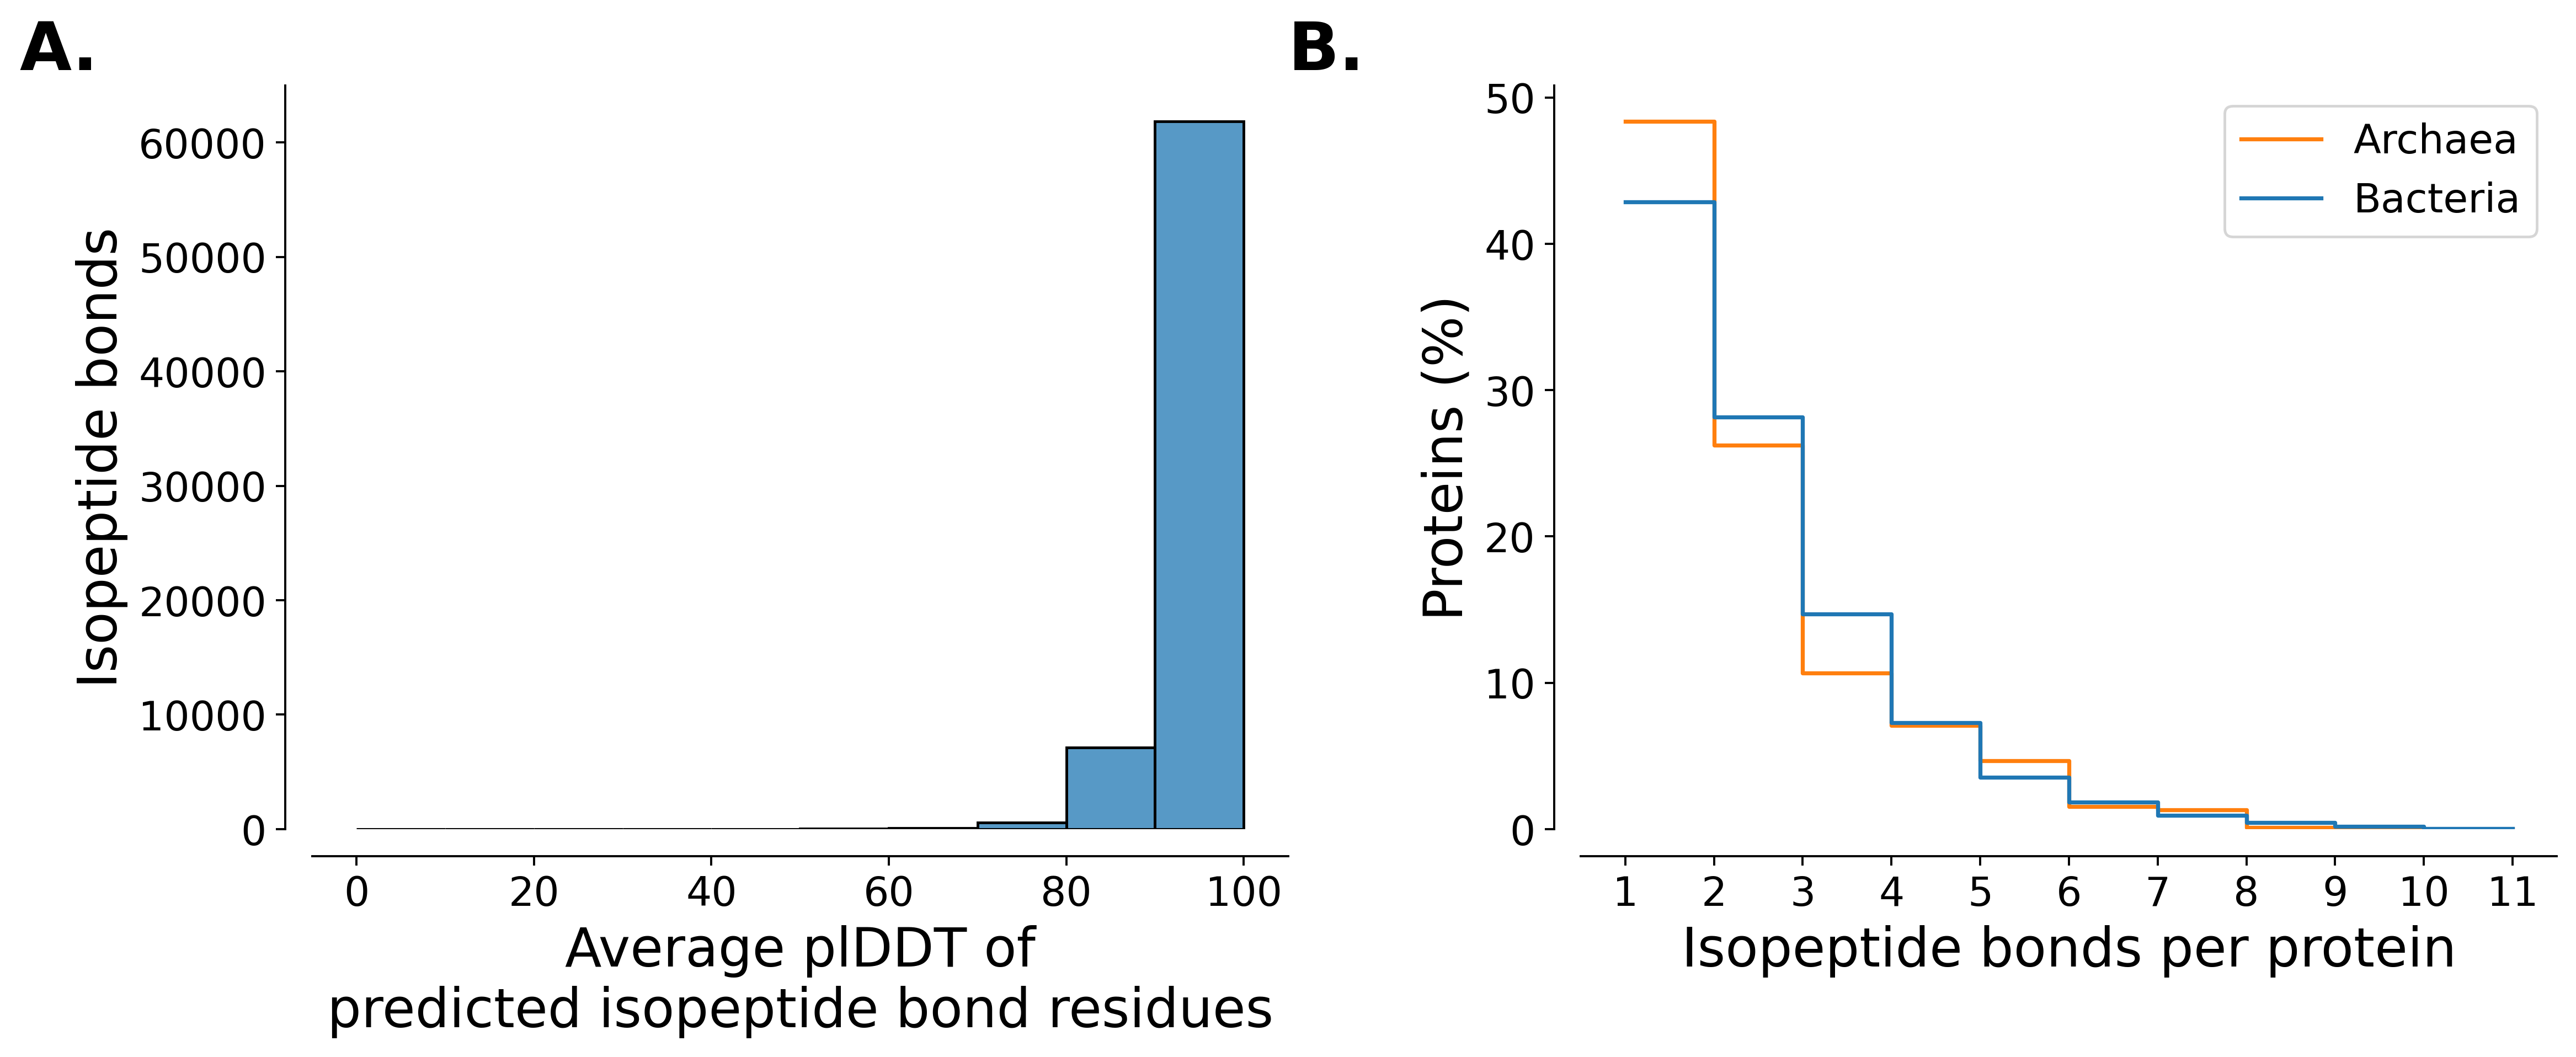 A.
Isopeptide bonds
60000
50000
40000
30000
20000
10000
0
0 20 40 60 80 100
Average plDDT of
predicted isopeptide bond residues
B.
Proteins (%)
50
40
30
20
10
0
1 2 3 4 5 6 7 8 9 10 11
Isopeptide bonds per protein
Archaea
Bacteria